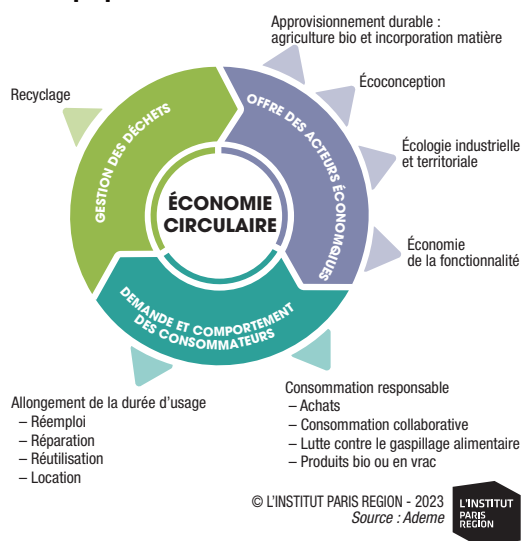 Approvisionnement durable :
agriculture bio et incorporation matière
Écoconception
Écologie industrielle
et territoriale
Économie
de la fonctionnalité
Recyclage
GESTION DES DÉCHETS
OFFRE DES ACTEURS ÉCONOMQIUES
ÉCONOMIE
CIRCULAIRE
DEMANDE ET COMPORTEMENT
DES CONSOMMATEURS
Allongement de la durée d'usage
– Réemploi
– Réparation
– Réutilisation
– Location
Consommation responsable
– Achats
– Consommation collaborative
– Lutte contre le gaspillage alimentaire
– Produits bio ou en vrac
© L'INSTITUT PARIS REGION - 2023
Source : Ademe
L'INSTITUT
PARIS
REGION